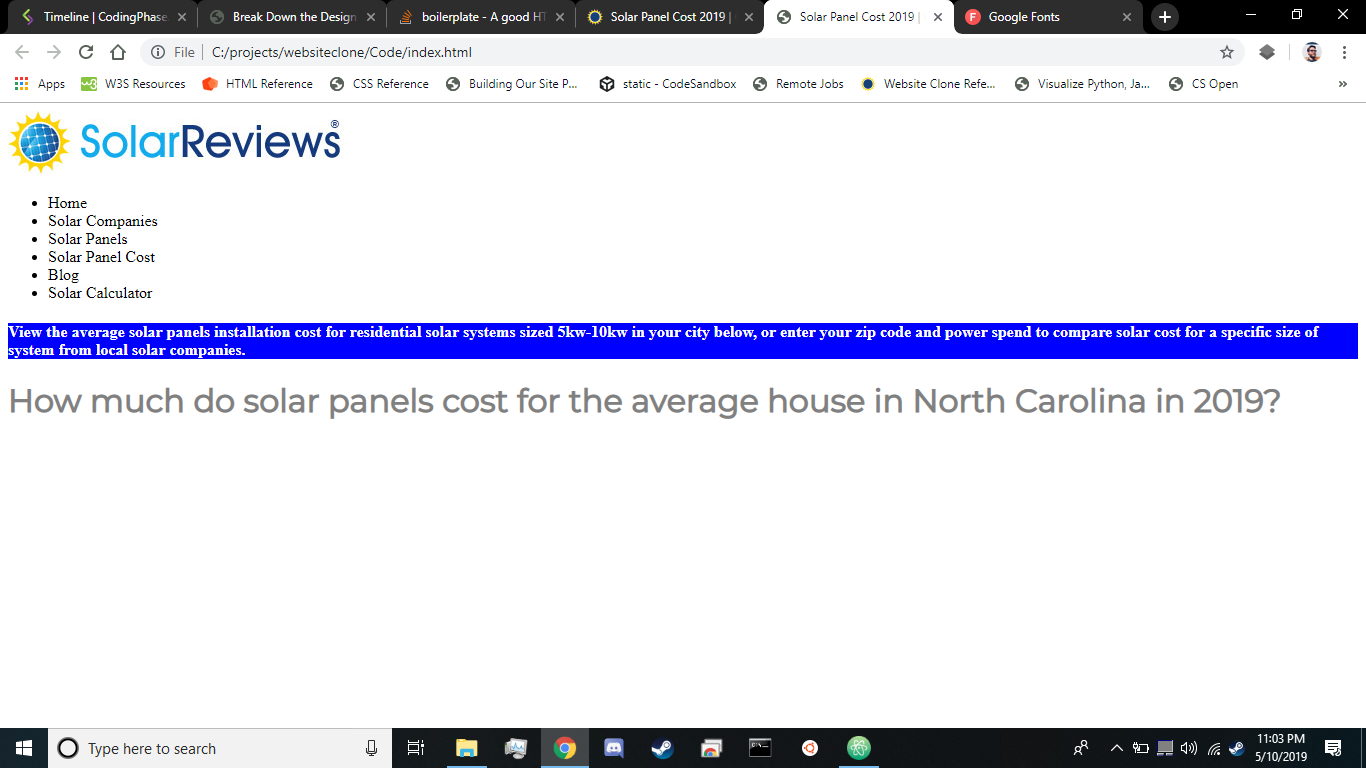 Timeline | CodingPhase
Break Down the Design
boilerplate - A good HT
Solar Panel Cost 2019 |
Solar Panel Cost 2019 |
Google Fonts
File
C:/projects/websiteclone/Code/index.html
Apps
W3S Resources
HTML Reference
CSS Reference
Building Our Site P...
static - CodeSandbox
Remote Jobs
Website Clone Refe...
Visualize Python, Ja...
CS Open
SolarReviews®
Home
Solar Companies
Solar Panels
Solar Panel Cost
Blog
Solar Calculator
View the average solar panels installation cost for residential solar systems sized 5kw-10kw in your city below, or enter your zip code and power spend to compare solar cost for a specific size of
system from local solar companies.
How much do solar panels cost for the average house in North Carolina in 2019?
Type here to search
11:03 PM
5/10/2019